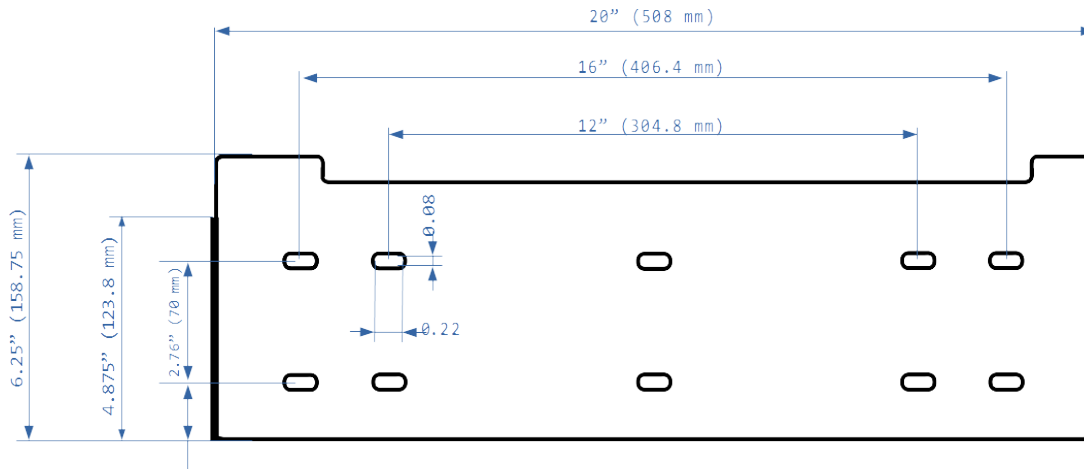 20” (508 mm)
16” (406.4 mm)
12” (304.8 mm)
0.08
0.22
6.25” (158.75 mm)
4.875” (123.8 mm)
2.76” (70 mm)